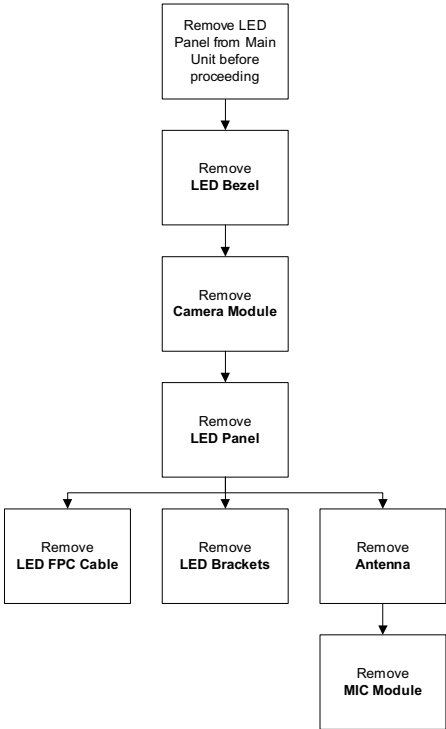 Remove LED
Panel from Main
Unit before
proceeding
Remove
LED Bezel
Remove
Camera Module
Remove
LED Panel
Remove
LED FPC Cable
Remove
LED Brackets
Remove
Antenna
Remove
MIC Module